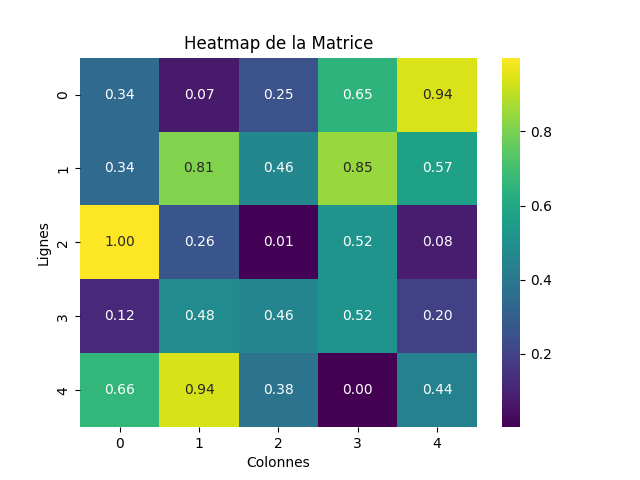 Heatmap de la Matrice
0 0.34 0.07 0.25 0.65 0.94
1 0.34 0.81 0.46 0.85 0.57
2 1.00 0.26 0.01 0.52 0.08
3 0.12 0.48 0.46 0.52 0.20
4 0.66 0.94 0.38 0.00 0.44
0 1 2 3 4
Lignes
Colonnes
0.8
0.6
0.4
0.2